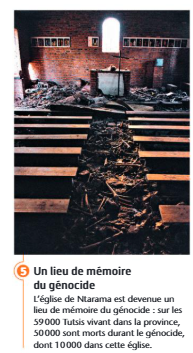 5 Un lieu de mémoire
du génocide
L'église de Ntarama est devenue un
lieu de mémoire du génocide : sur les
59 000 Tutsis vivant dans la province,
50 000 sont morts durant le génocide,
dont 10 000 dans cette église.